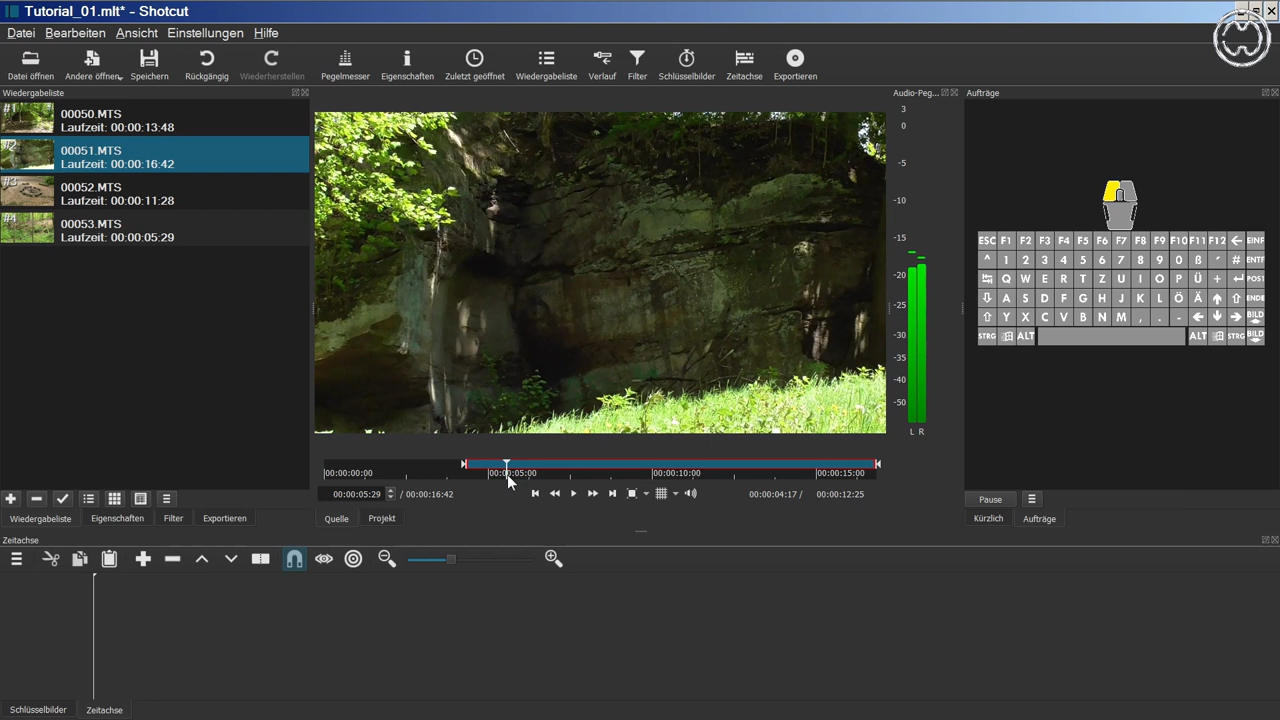 Tutorial_01.mlt* - Shotcut
Datei Bearbeiten Ansicht Einstellungen Hilfe
Datei öffnen Andere öffnen Speichern Rückgängig Wiederherstellen Pegelmesser Eigenschaften Zuletzt geöffnet Wiedergabeliste Verlauf Filter Schlüsselbilder Zeitachse Exportieren
Wiedergabeliste
#1 00050.MTS
Laufzeit: 00:00:13:48
#2 00051.MTS
Laufzeit: 00:00:16:42
#3 00052.MTS
Laufzeit: 00:00:11:28
#4 00053.MTS
Laufzeit: 00:00:05:29
Wiedergabeliste Eigenschaften Filter Exportieren
00:00:00:00 00:00:05:00 00:00:10:00 00:00:15:00
00:00:05:29 / 00:00:16:42 00:00:04:17 / 00:00:12:25
Quelle Projekt
Audio-Peg...
3
0
-5
-10
-15
-20
-25
-30
-35
-40
-50
L R
Aufträge
ESC F1 F2 F3 F4 F5 F6 F7 F8 F9 F10 F11 F12 EINF
^ 1 2 3 4 5 6 7 8 9 0 ß ´ # ENTF
Q W E R T Z U I O P Ü + POS1
A S D F G H J K L Ö Ä ENDE
Y X C V B N M , . - BILD
STRG ALT ALT STRG BILD
Pause
Kürzlich Aufträge
Zeitachse
Schlüsselbilder Zeitachse